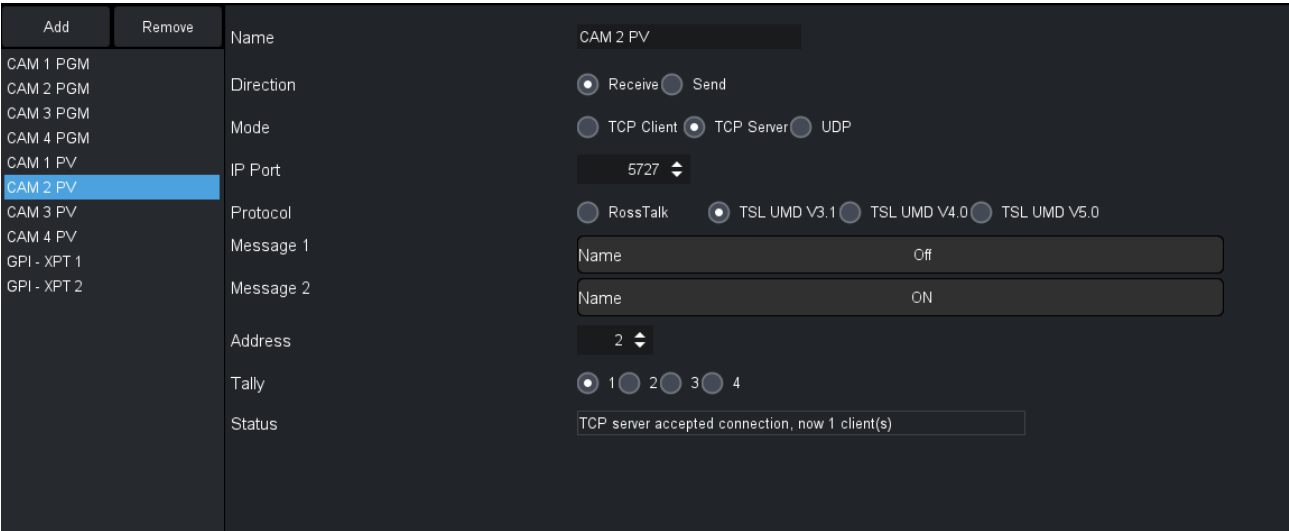 Add Remove
CAM 1 PGM
CAM 2 PGM
CAM 3 PGM
CAM 4 PGM
CAM 1 PV
CAM 2 PV
CAM 3 PV
CAM 4 PV
GPI - XPT 1
GPI - XPT 2
Name CAM 2 PV
Direction Receive Send
Mode TCP Client TCP Server UDP
IP Port 5727
Protocol RossTalk TSL UMD V3.1 TSL UMD V4.0 TSL UMD V5.0
Message 1 Name Off
Message 2 Name ON
Address 2
Tally 1 2 3 4
Status TCP server accepted connection, now 1 client(s)